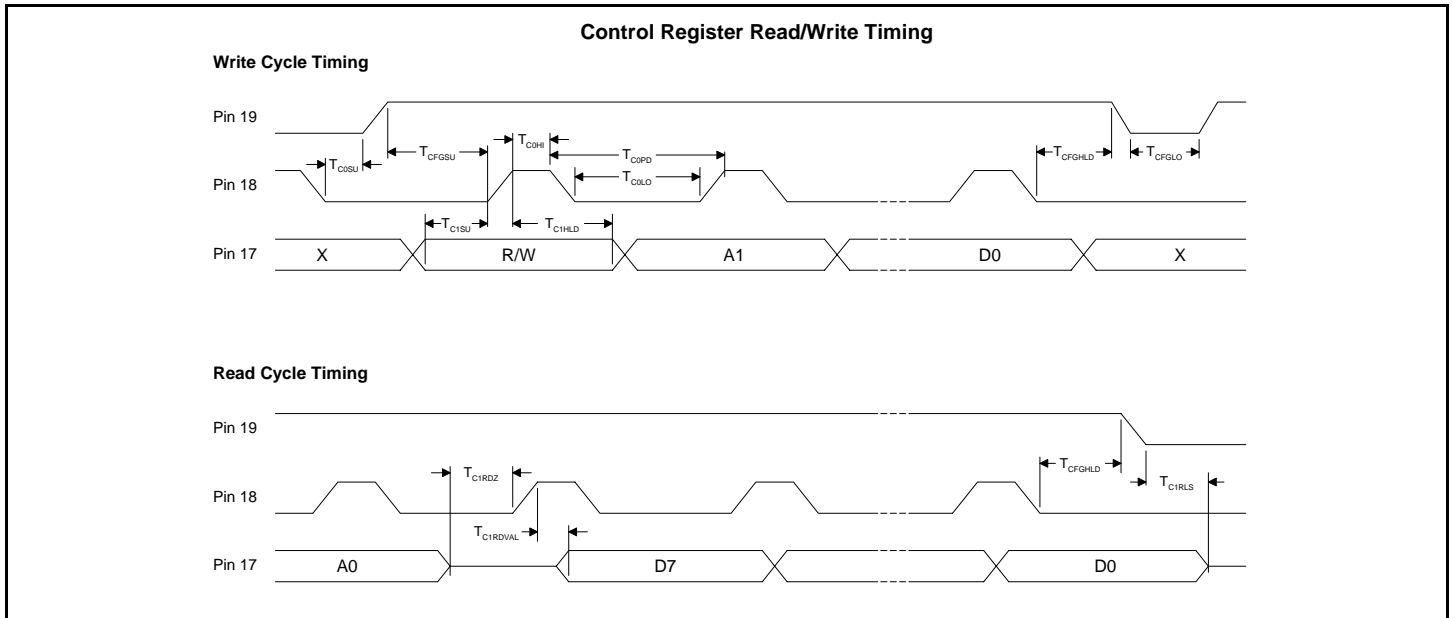 Control Register Read/Write Timing
Write Cycle Timing
Pin 19
TC0SU
TCFGSU
TC0HI
TC0PD
TCFGHLD
TCFGLO
Pin 18
TC0LO
TC1SU
TC1HLD
Pin 17
X
R/W
A1
D0
X
Read Cycle Timing
Pin 19
TC1RDZ
TCFGHLD
TC1RLS
Pin 18
TC1RDVAL
Pin 17
A0
D7
D0